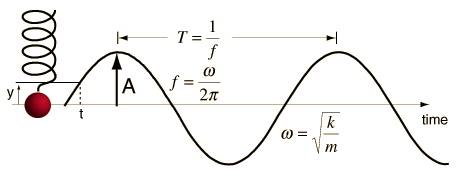 T = 1/f
y
A
f = ω/2π
t
time
ω = √(k/m)